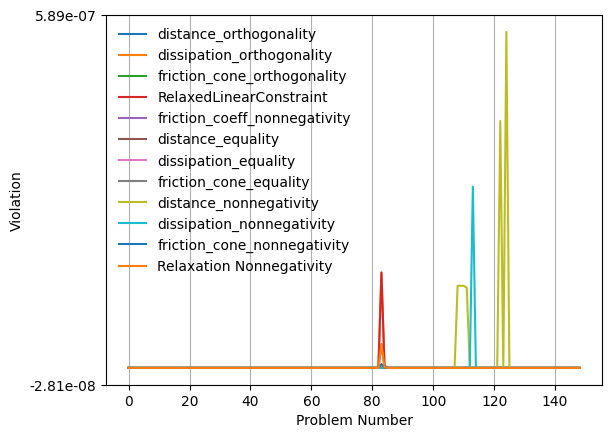 5.89e-07
distance_orthogonality
dissipation_orthogonality
friction_cone_orthogonality
RelaxedLinearConstraint
friction_coeff_nonnegativity
distance_equality
dissipation_equality
friction_cone_equality
distance_nonnegativity
dissipation_nonnegativity
friction_cone_nonnegativity
Relaxation Nonnegativity
Violation
-2.81e-08
0 20 40 60 80 100 120 140
Problem Number